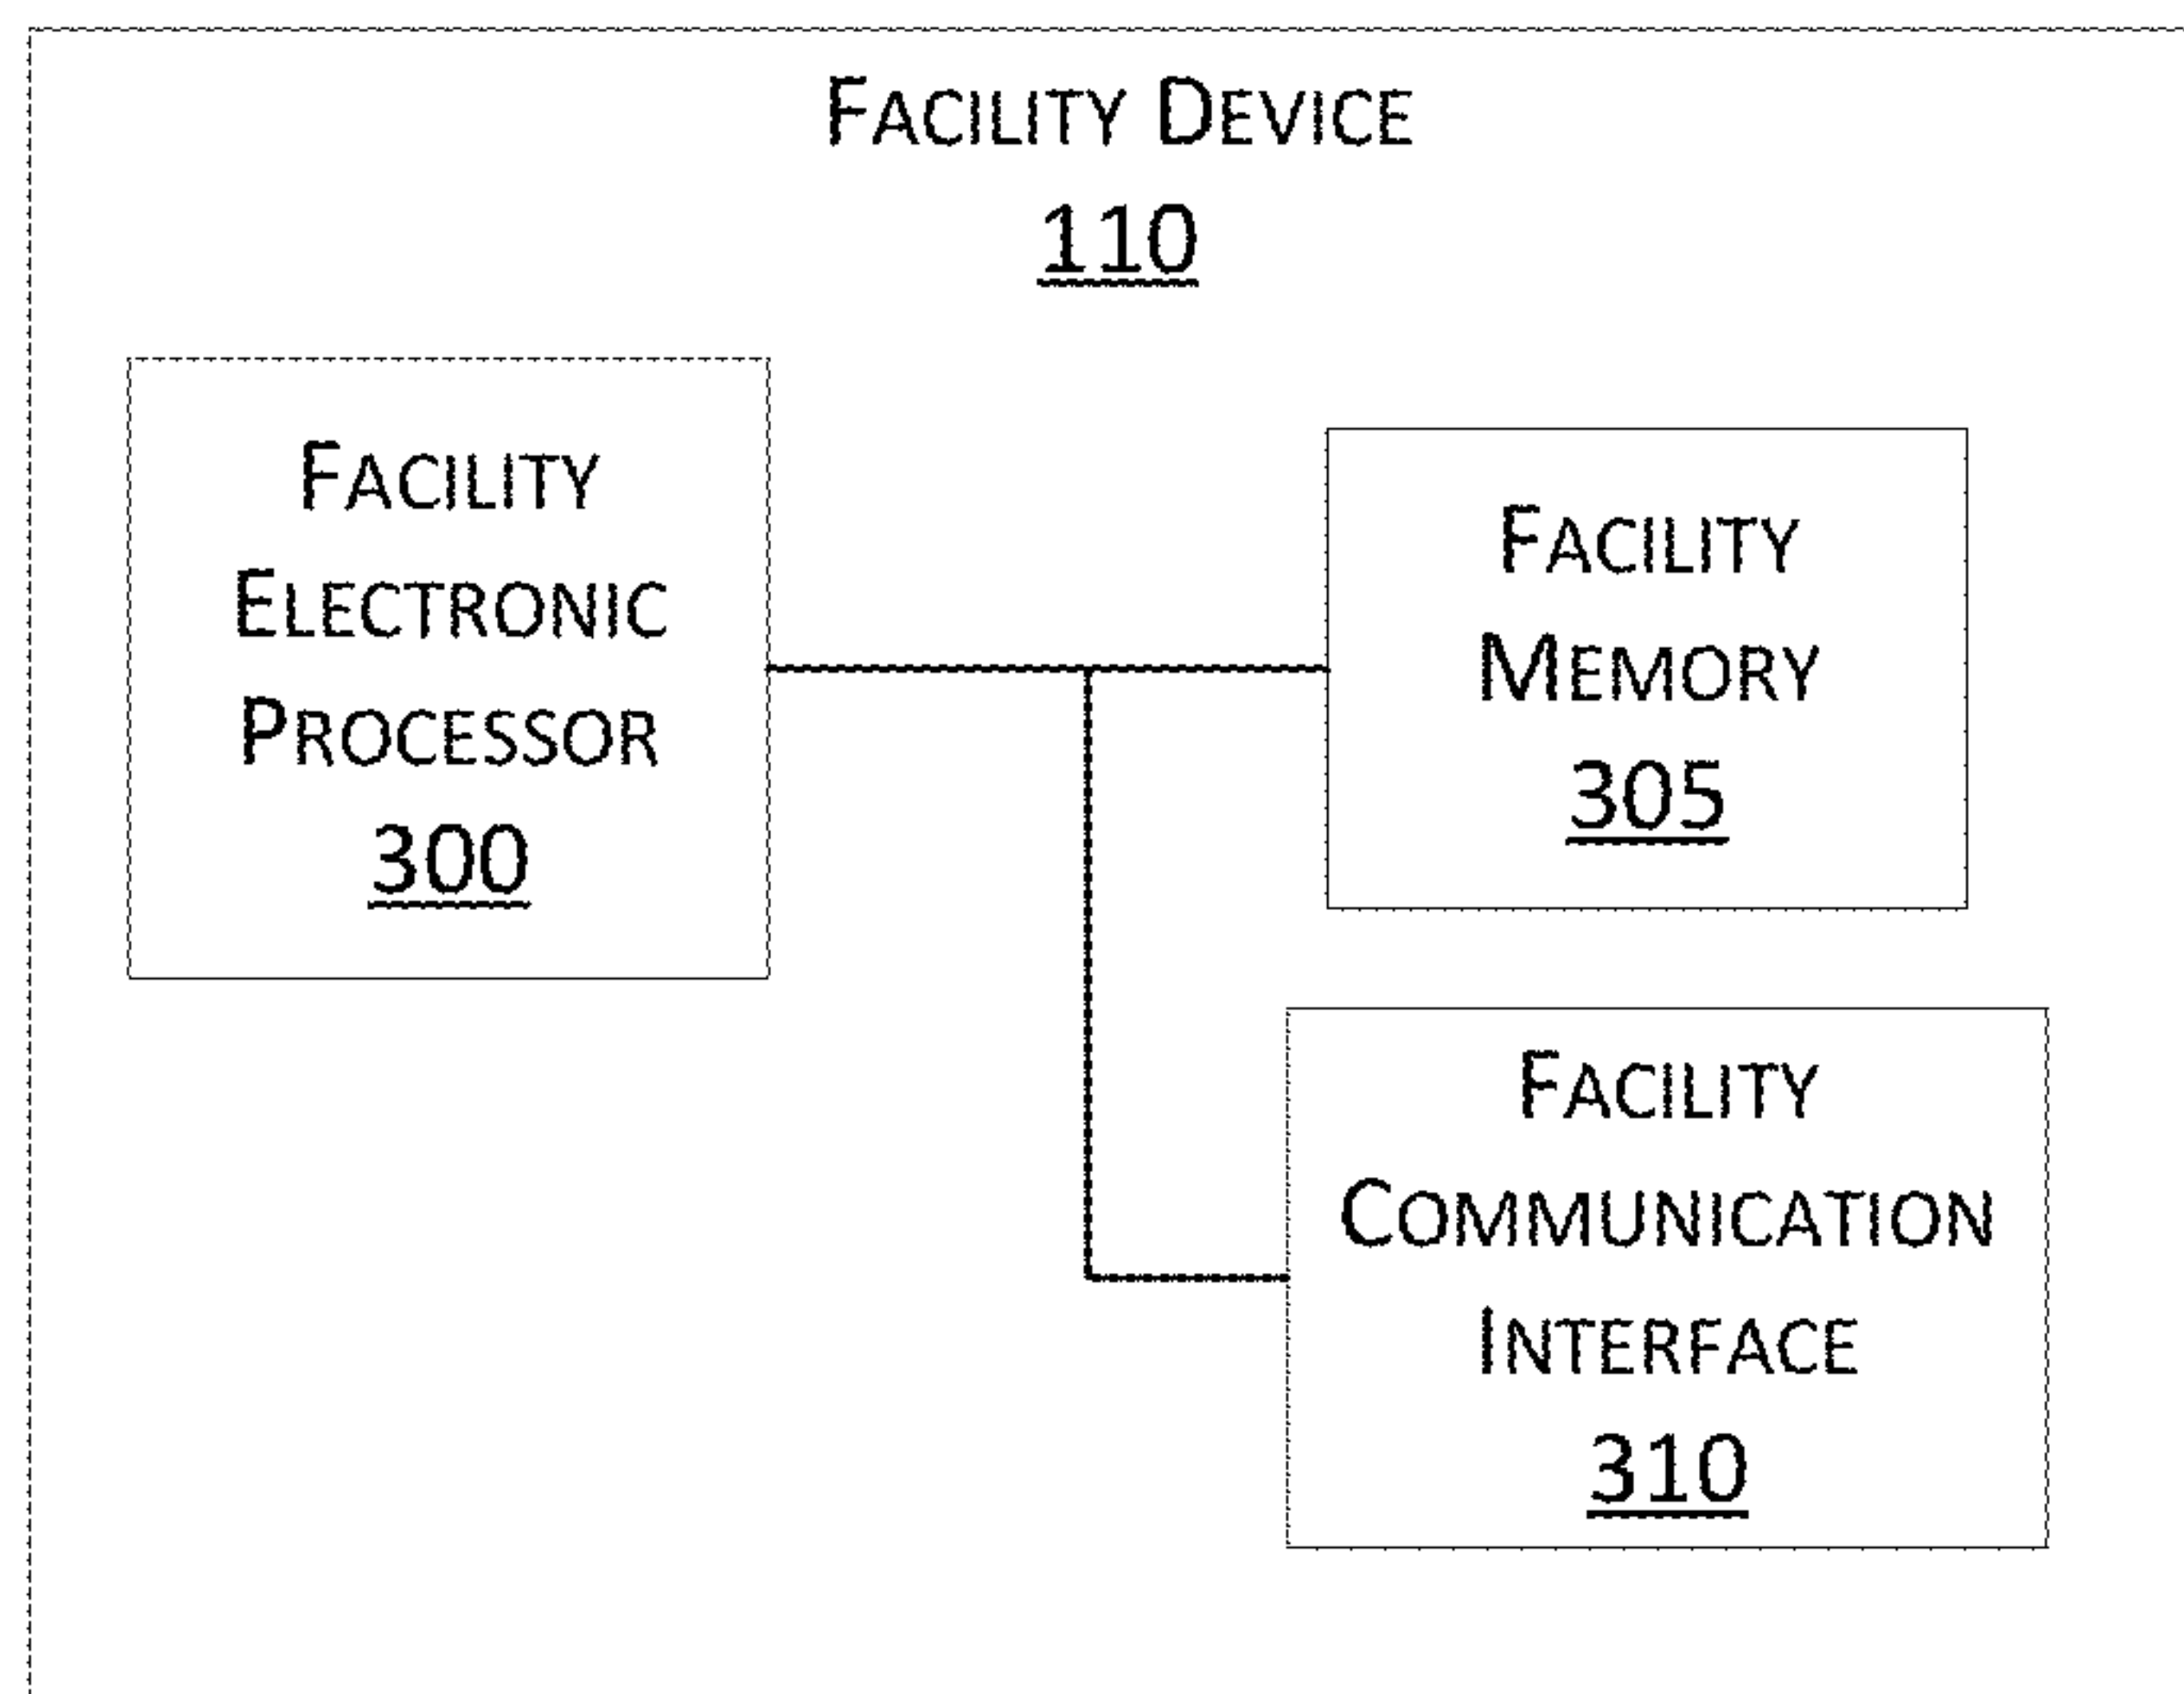 FACILITY DEVICE
110
FACILITY
ELECTRONIC
PROCESSOR
300
FACILITY
MEMORY
305
FACILITY
COMMUNICATION
INTERFACE
310